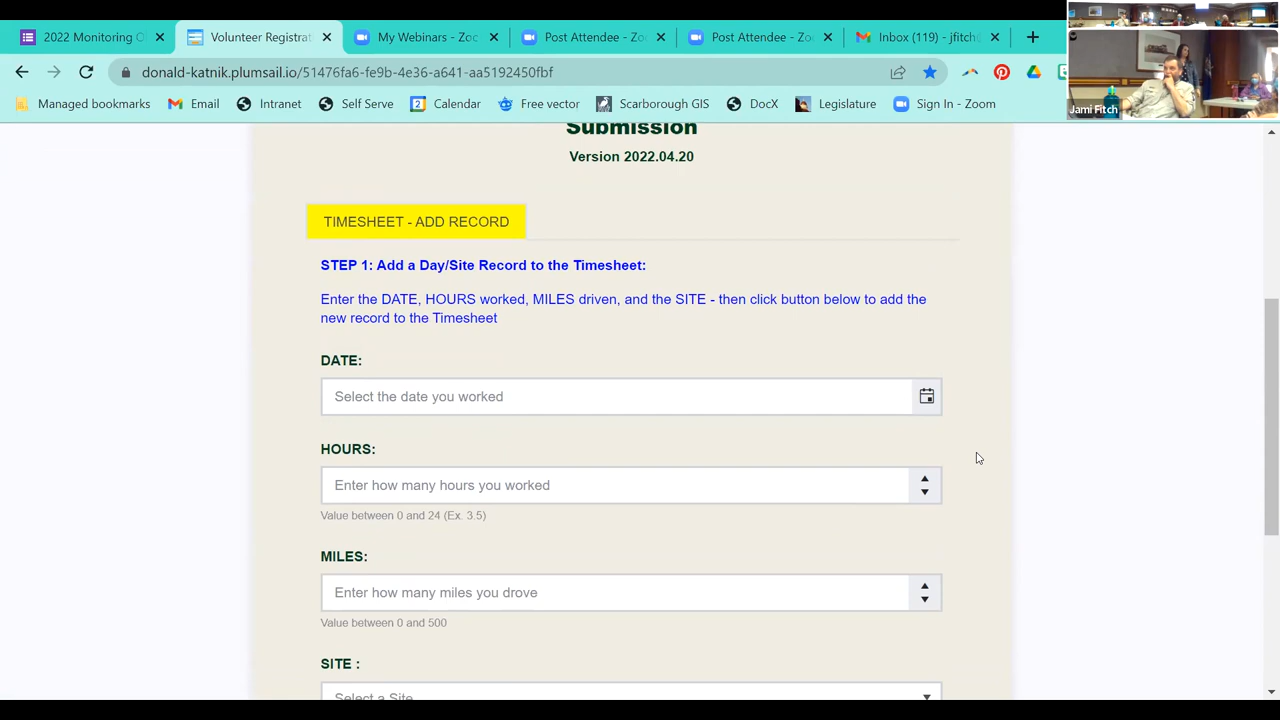 2022 Monitoring O
Volunteer Registrat
My Webinars - Zoo
Post Attendee - Zo
Post Attendee - Zo
Inbox (119) - jfitch@
donald-katnik.plumsail.io/51476fa6-fe9b-4e36-a641-aa5192450fbf
Managed bookmarks
Email
Intranet
Self Serve
Calendar
Free vector
Scarborough GIS
DocX
Legislature
Sign In - Zoom
Jami Fitch
Submission
Version 2022.04.20
TIMESHEET - ADD RECORD
STEP 1: Add a Day/Site Record to the Timesheet:
Enter the DATE, HOURS worked, MILES driven, and the SITE - then click button below to add the
new record to the Timesheet
DATE:
Select the date you worked
HOURS:
Enter how many hours you worked
Value between 0 and 24 (Ex. 3.5)
MILES:
Enter how many miles you drove
Value between 0 and 500
SITE :
Select a Site